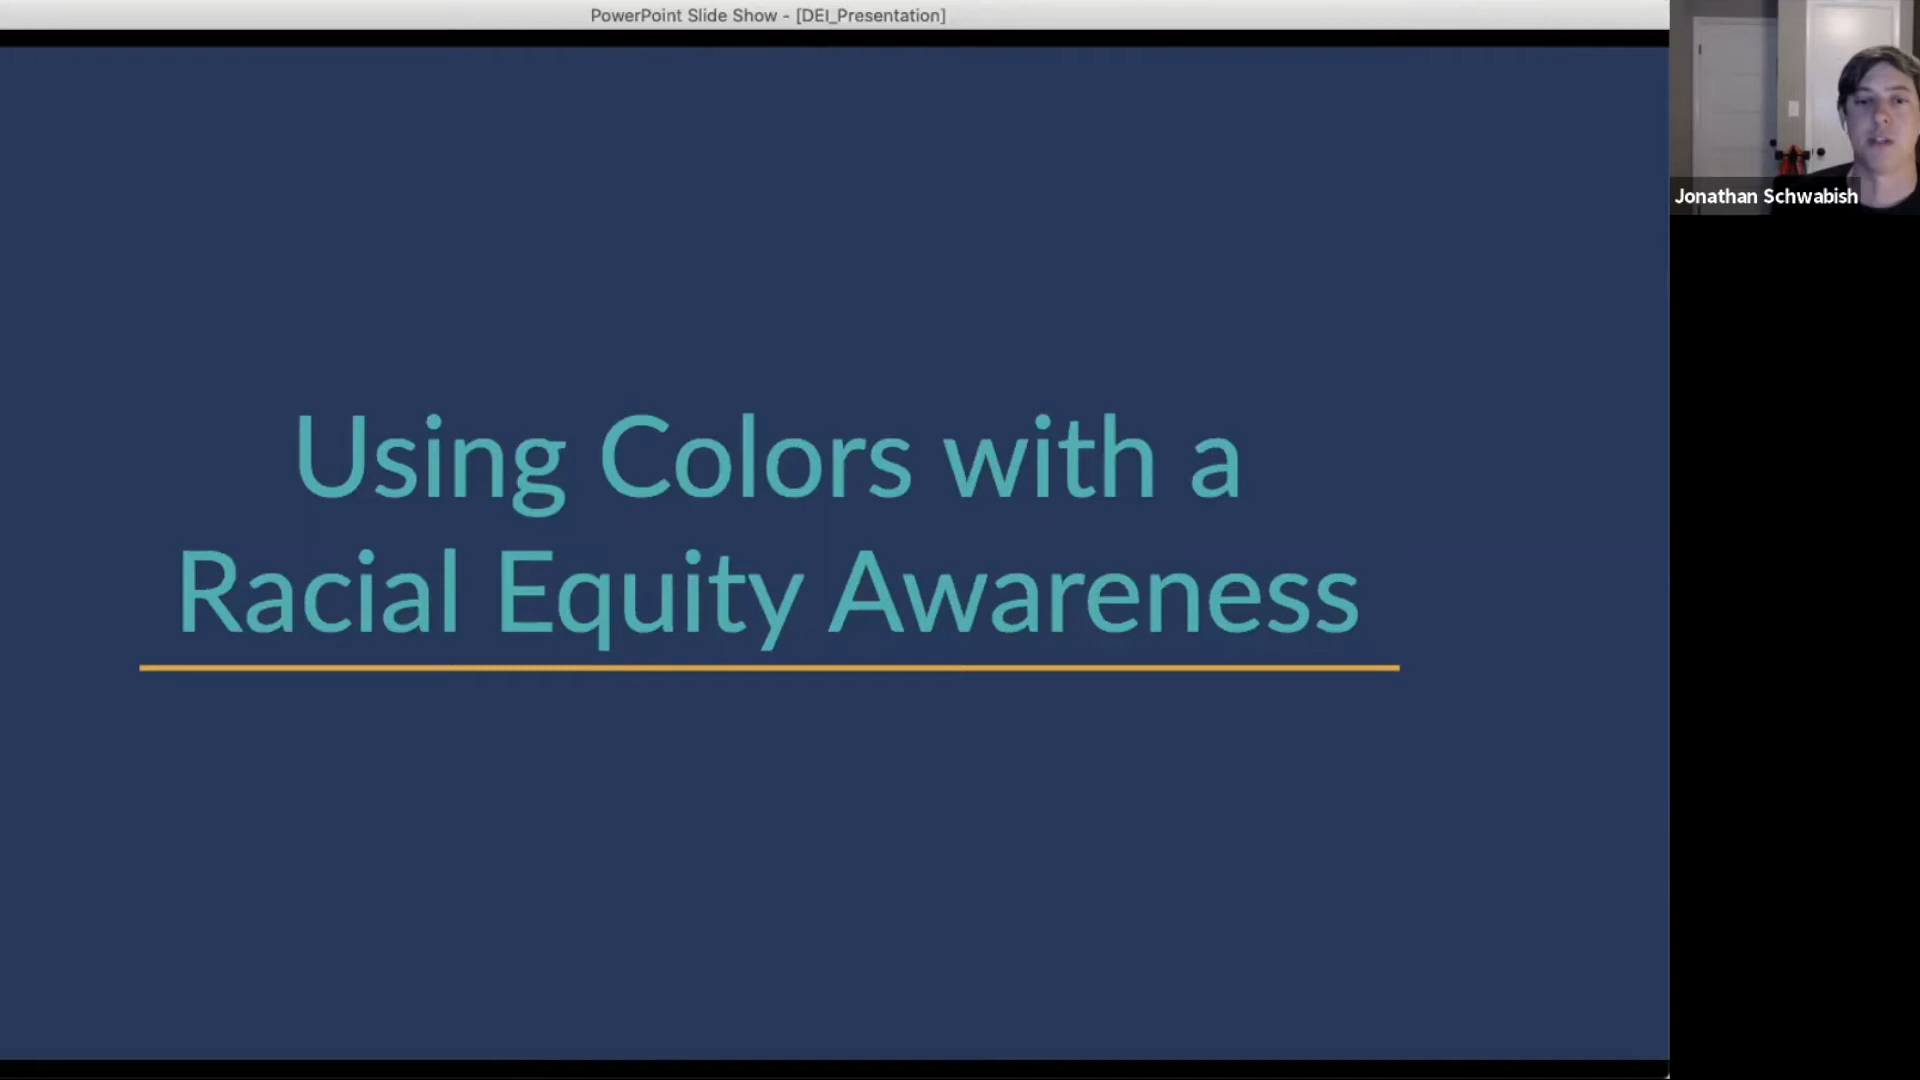 PowerPoint Slide Show - [DEI_Presentation]
Using Colors with a
Racial Equity Awareness
Jonathan Schwabish